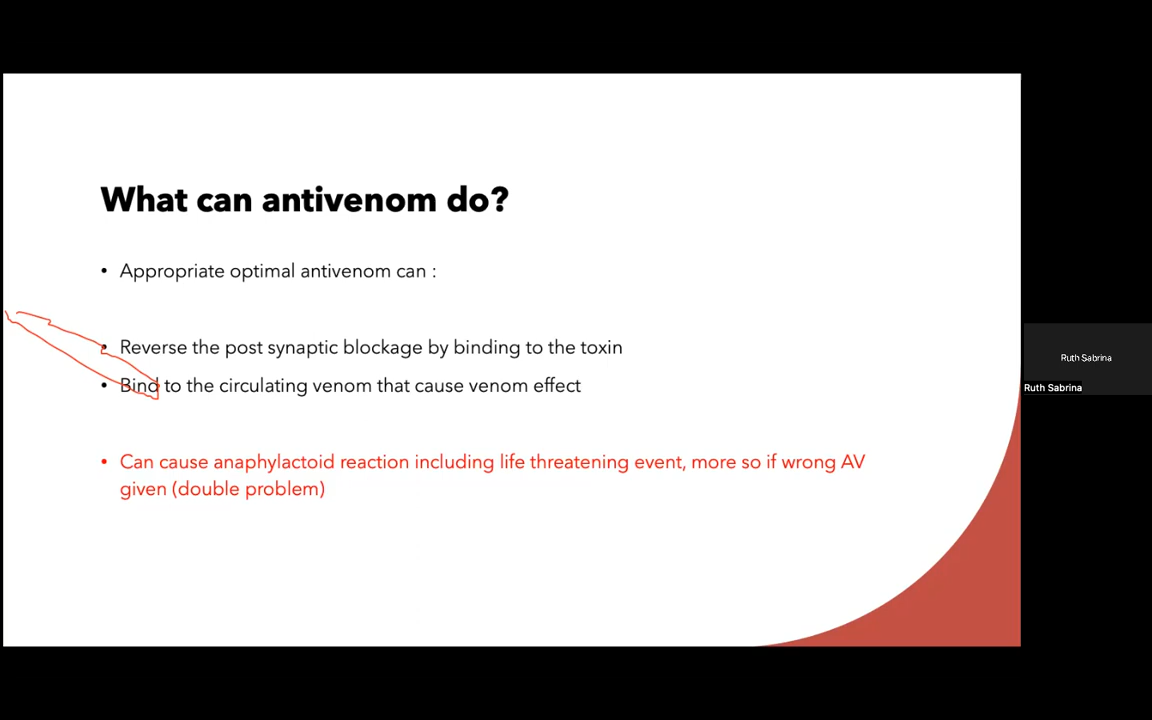 What can antivenom do?
• Appropriate optimal antivenom can :
• Reverse the post synaptic blockage by binding to the toxin
• Bind to the circulating venom that cause venom effect
• Can cause anaphylactoid reaction including life threatening event, more so if wrong AV
given (double problem)
Ruth Sabrina
Ruth Sabrina